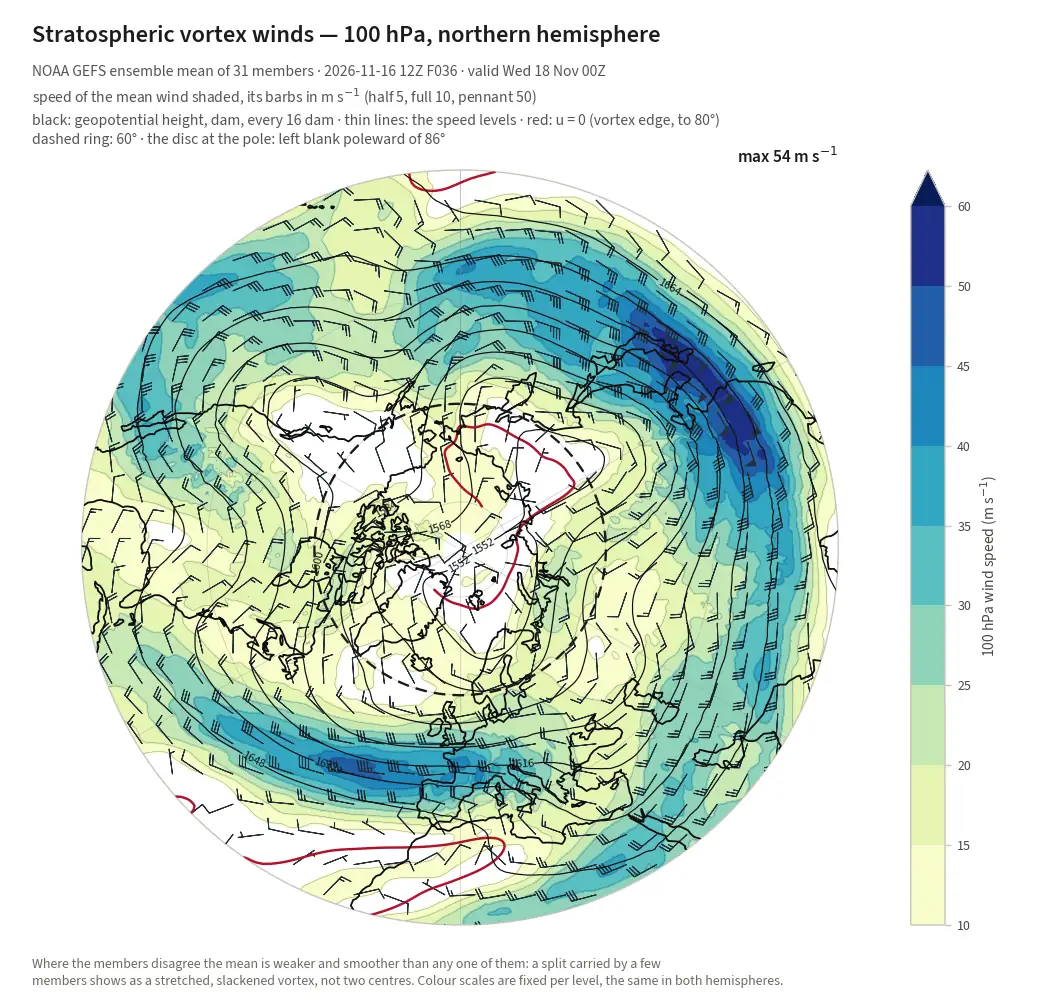 Stratospheric vortex winds — 100 hPa, northern hemisphere
NOAA GEFS ensemble mean of 31 members · 2026-11-16 12Z F036 · valid Wed 18 Nov 00Z
speed of the mean wind shaded, its barbs in m s⁻¹ (half 5, full 10, pennant 50)
black: geopotential height, dam, every 16 dam · thin lines: the speed levels · red: u = 0 (vortex edge, to 80°)
dashed ring: 60° · the disc at the pole: left blank poleward of 86°
max 54 m s⁻¹
60
50
45
40
35
30
25
20
15
10
100 hPa wind speed (m s⁻¹)
1664
1568
1552
1552
1648
Where the members disagree the mean is weaker and smoother than any one of them: a split carried by a few
members shows as a stretched, slackened vortex, not two centres. Colour scales are fixed per level, the same in both hemispheres.